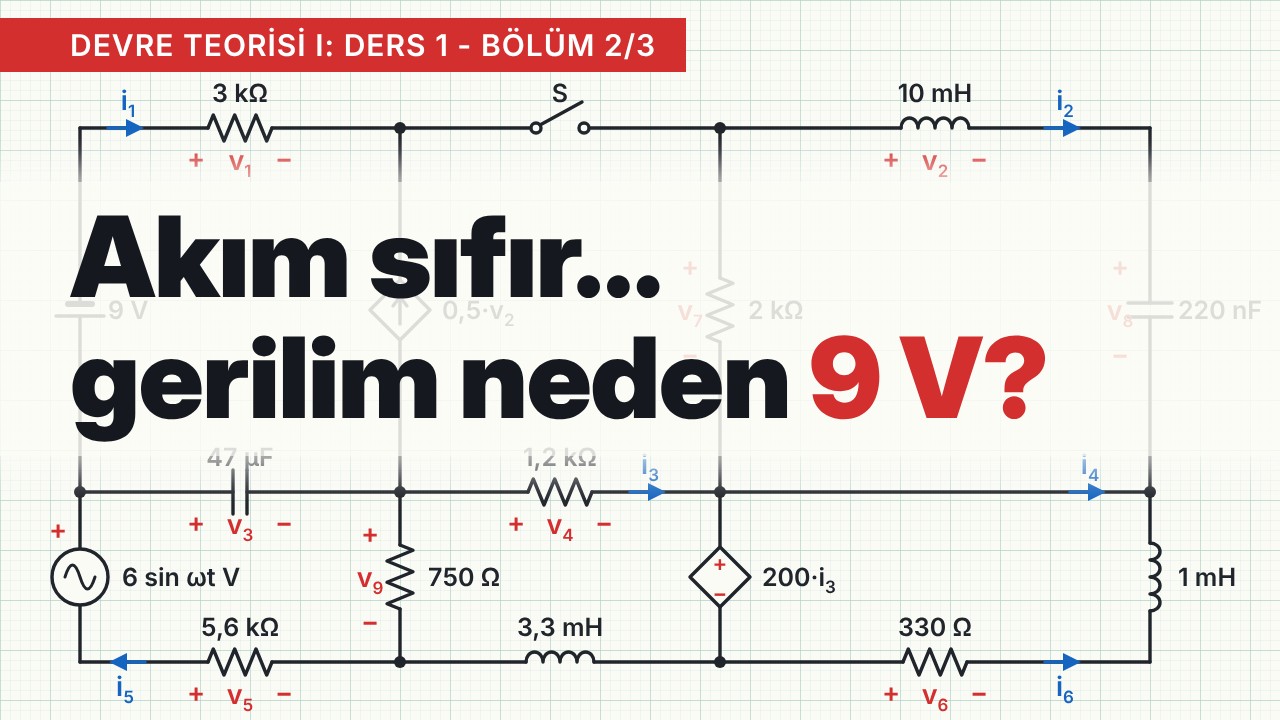 DEVRE TEORİSİ I: DERS 1 - BÖLÜM 2/3
i1 3 kΩ S 10 mH i2
+ v1 − + v2 −
Akım sıfır...
9 V 0,5·v2 + v7 − 2 kΩ + v8 − 220 nF
gerilim neden 9 V?
47 µF 1,2 kΩ i3 i4
+ v3 − + v4 −
+ 6 sin ωt V + v9 − 750 Ω + − 200·i3 1 mH
5,6 kΩ 3,3 mH 330 Ω
i5 + v5 − + v6 − i6